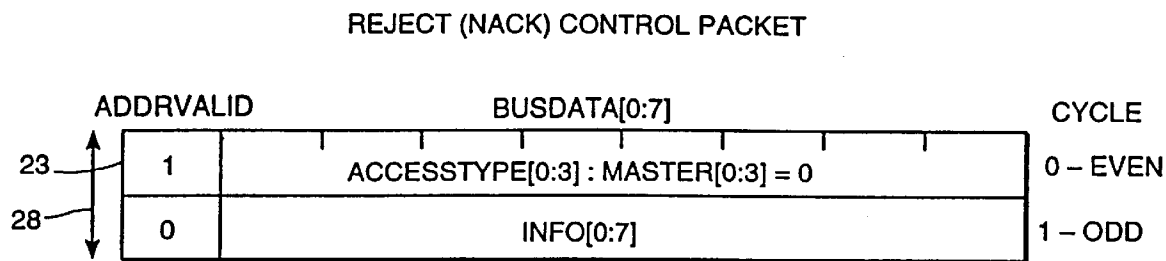 REJECT (NACK) CONTROL PACKET
ADDRVALID BUSDATA[0:7] CYCLE
23 1 ACCESSTYPE[0:3] : MASTER[0:3] = 0 0 – EVEN
28 0 INFO[0:7] 1 – ODD